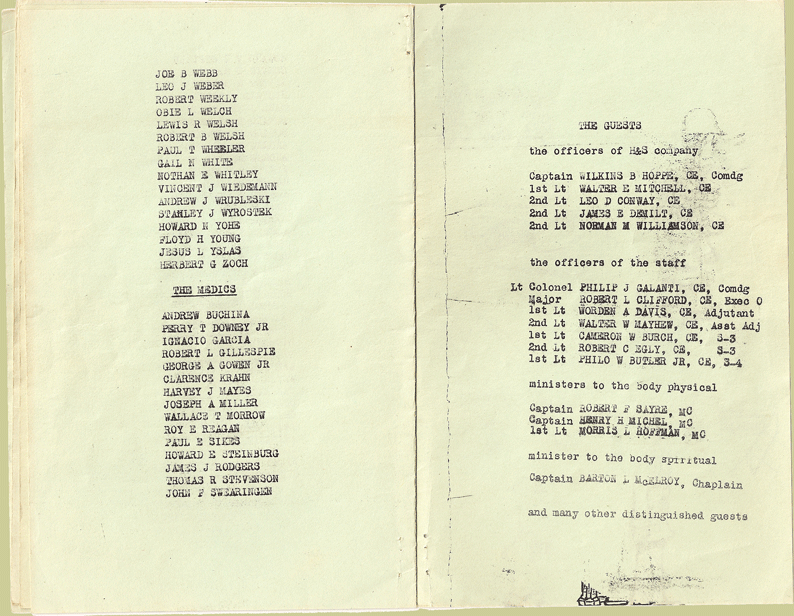 JOE B WEBB
LEO J WEBER
ROBERT WEEKLY
OBIE L WELCH
LEWIS R WELSH
ROBERT B WELSH
PAUL T WHEELER
GAIL N WHITE
NOTHAN E WHITLEY
VINCENT J WIEDEMANN
ANDREW J WRUBLESKI
STANLEY J WYROSTEK
HOWARD N YOHE
FLOYD H YOUNG
JESUS L YSLAS
HERBERT G ZOCH
THE MEDICS
ANDREW BUCHINA
PERRY T DOWNEY JR
IGNACIO GARCIA
ROBERT L GILLESPIE
GEORGE A GOWEN JR
CLARENCE KRAHN
HARVEY J MAYES
JOSEPH A MILLER
WALLACE T MORROW
ROY E REAGAN
PAUL E SIKES
HOWARD E STEINBURG
JAMES J RODGERS
THOMAS R STEVENSON
JOHN F SWEARINGEN
THE GUESTS
the officers of H&S company
Captain WILKINS B HOPPE, CE, Comdg
1st Lt WALTER E MITCHELL, CE
2nd Lt LEO D CONWAY, CE
2nd Lt JAMES E DEMILT, CE
2nd Lt NORMAN M WILLIAMSON, CE
the officers of the staff
Lt Colonel PHILIP J GALANTI, CE, Comdg
Major ROBERT L CLIFFORD, CE, Exec O
1st Lt WORDEN A DAVIS, CE, Adjutant
2nd Lt WALTER W MAYHEW, CE, Asst Adj
1st Lt CAMERON W BURCH, CE, S-3
2nd Lt ROBERT C EGLY, CE, S-3
1st Lt PHILO W BUTLER JR, CE, S-4
ministers to the body physical
Captain ROBERT F SAYRE, MC
Captain HENRY H MICHEL, MC
1st Lt MORRIS L HOFFMAN, MC
minister to the body spiritual
Captain BARTON L McELROY, Chaplain
and many other distinguished guests